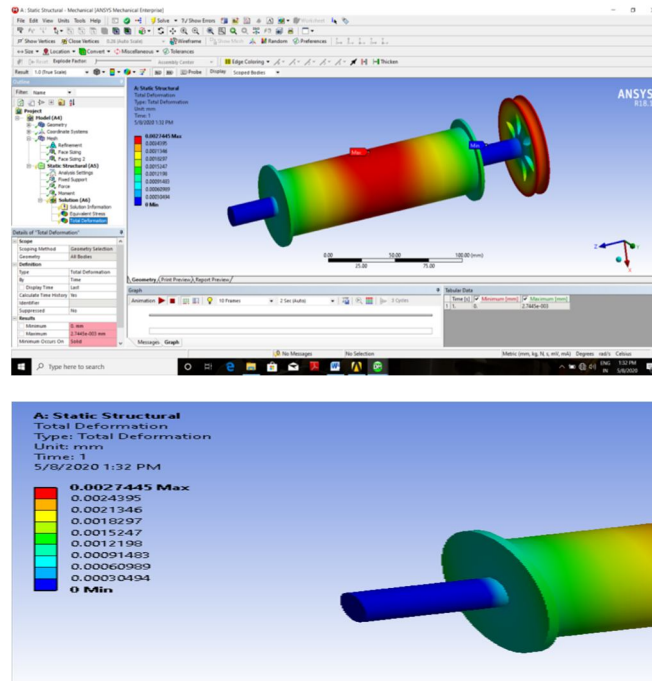 A : Static Structural - Mechanical [ANSYS Mechanical Enterprise]
File Edit View Units Tools Help Solve Show Errors Worksheet
Show Vertices Close Vertices Wireframe Show Mesh Random Preferences
Size Location Convert Miscellaneous Tolerances
Reset Explode Factor Assembly Center Edge Coloring Thicken
Result 1.0 (True Scale) Probe Display Scoped Bodies
Outline
Filter: Name
Project
Model (A4)
Geometry
Coordinate Systems
Mesh
Refinement
Face Sizing
Face Sizing 2
Static Structural (A5)
Analysis Settings
Fixed Support
Force
Moment
Solution (A6)
Solution Information
Equivalent Stress
Total Deformation
Details of "Total Deformation"
Scope
Scoping Method Geometry Selection
Geometry All Bodies
Definition
Type Total Deformation
By Time
Display Time Last
Calculate Time History Yes
Identifier
Suppressed No
Results
Minimum 0. mm
Maximum 2.7445e-003 mm
Minimum Occurs On Solid
A: Static Structural
Total Deformation
Type: Total Deformation
Unit: mm
Time: 1
5/8/2020 1:32 PM
0.0027445 Max
0.0024395
0.0021346
0.0018297
0.0015247
0.0012198
0.00091483
0.00060989
0.00030494
0 Min
ANSYS
R18.1
Max
Min
0.00 50.00 100.00 (mm)
25.00 75.00
Z Y
X
Geometry Print Preview Report Preview
Graph
Animation 10 Frames 2 Sec (Auto) 3 Cycles
Messages Graph
Tabular Data
Time [s] Minimum [mm] Maximum [mm]
1 1. 0. 2.7445e-003
No Messages No Selection Metric (mm, kg, N, s, mV, mA) Degrees rad/s Celsius
Type here to search
ENG
IN
1:32 PM
5/8/2020
A: Static Structural
Total Deformation
Type: Total Deformation
Unit: mm
Time: 1
5/8/2020 1:32 PM
0.0027445 Max
0.0024395
0.0021346
0.0018297
0.0015247
0.0012198
0.00091483
0.00060989
0.00030494
0 Min